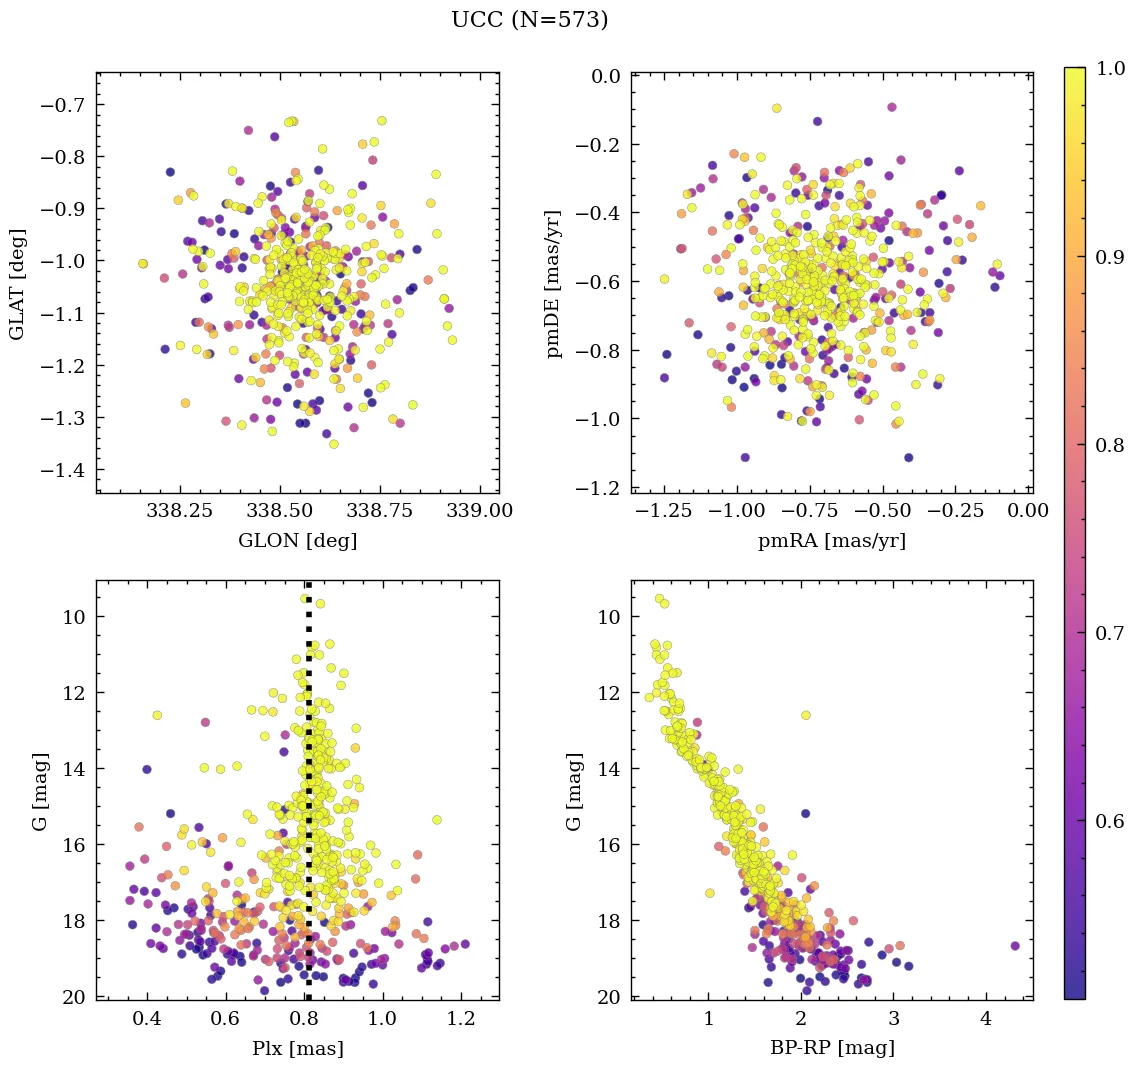 UCC (N=573)
−0.7
−0.8
−0.9
−1.0
−1.1
−1.2
−1.3
−1.4
GLAT [deg]
338.25 338.50 338.75 339.00
GLON [deg]
0.0
−0.2
−0.4
−0.6
−0.8
−1.0
−1.2
pmDE [mas/yr]
−1.25 −1.00 −0.75 −0.50 −0.25 0.00
pmRA [mas/yr]
10
12
14
16
18
20
G [mag]
0.4 0.6 0.8 1.0 1.2
Plx [mas]
10
12
14
16
18
20
G [mag]
1 2 3 4
BP-RP [mag]
1.0
0.9
0.8
0.7
0.6